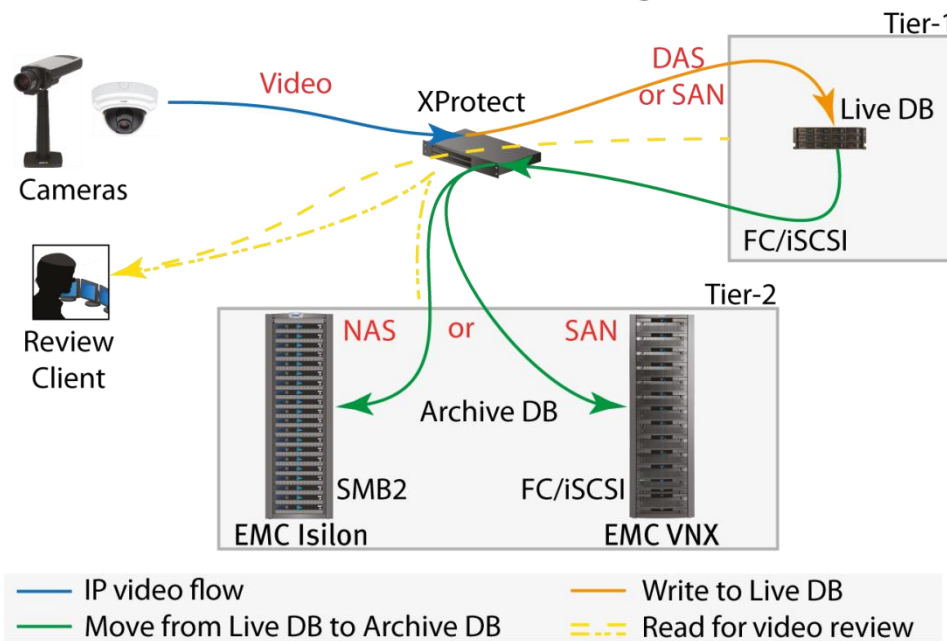 Tier-1
DAS
or SAN
Video
XProtect
Live DB
Cameras
FC/iSCSI
Tier-2
NAS or SAN
Review
Client
Archive DB
SMB2 FC/iSCSI
EMC Isilon EMC VNX
IP video flow Write to Live DB
Move from Live DB to Archive DB Read for video review